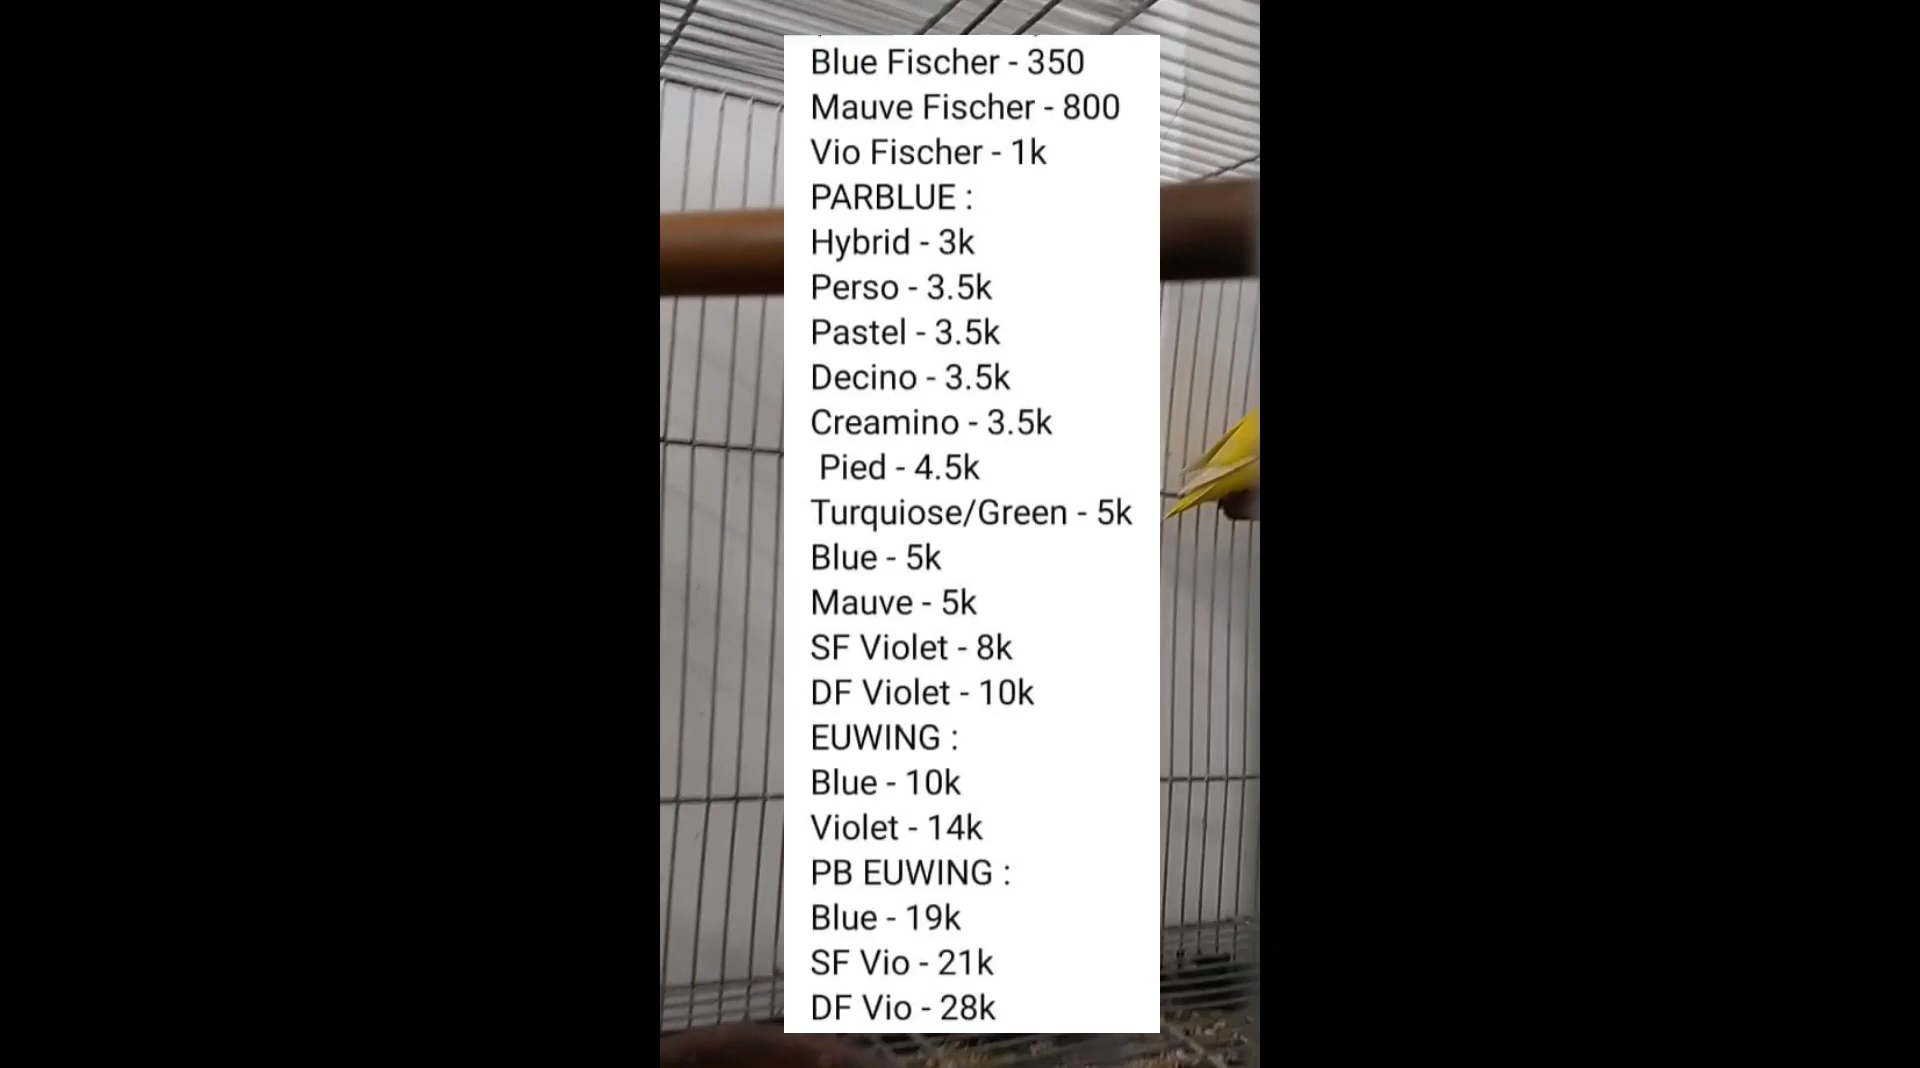 Blue Fischer - 350
Mauve Fischer - 800
Vio Fischer - 1k
PARBLUE :
Hybrid - 3k
Perso - 3.5k
Pastel - 3.5k
Decino - 3.5k
Creamino - 3.5k
Pied - 4.5k
Turquiose/Green - 5k
Blue - 5k
Mauve - 5k
SF Violet - 8k
DF Violet - 10k
EUWING :
Blue - 10k
Violet - 14k
PB EUWING :
Blue - 19k
SF Vio - 21k
DF Vio - 28k